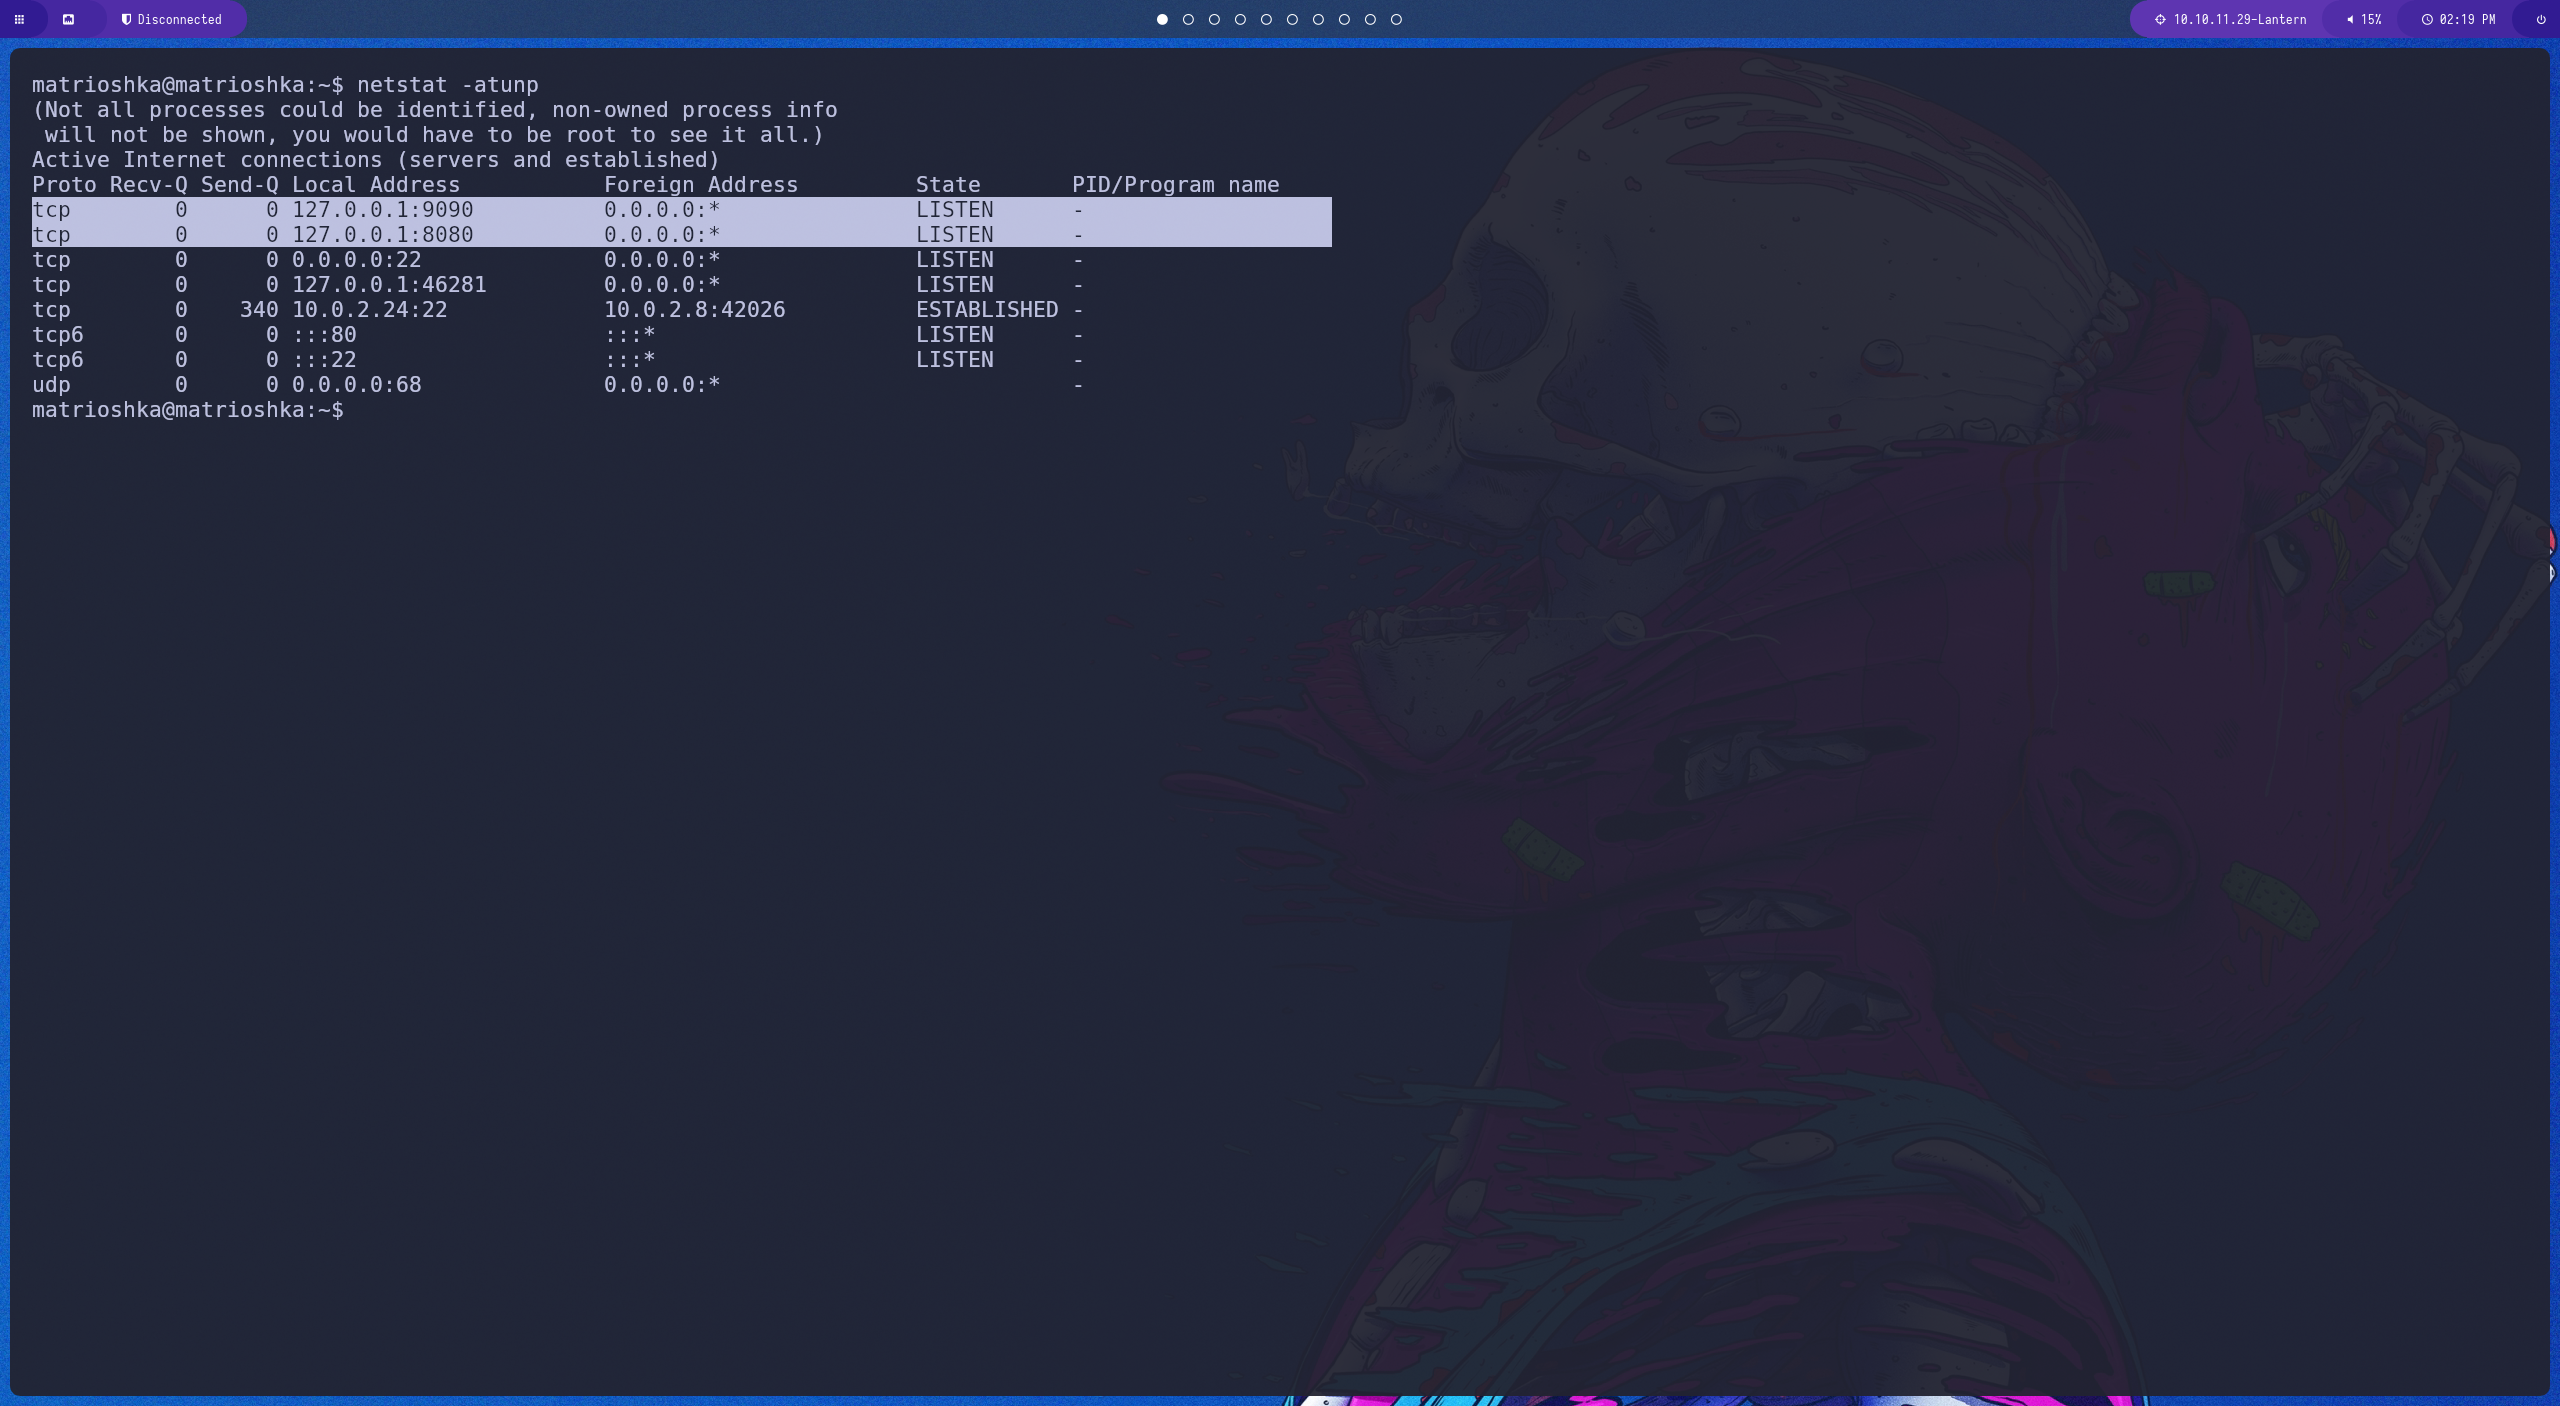 Disconnected
10.10.11.29-Lantern 15% 02:19 PM
matrioshka@matrioshka:~$ netstat -atunp
(Not all processes could be identified, non-owned process info
 will not be shown, you would have to be root to see it all.)
Active Internet connections (servers and established)
Proto Recv-Q Send-Q Local Address           Foreign Address         State       PID/Program name
tcp        0      0 127.0.0.1:9090          0.0.0.0:*               LISTEN      -
tcp        0      0 127.0.0.1:8080          0.0.0.0:*               LISTEN      -
tcp        0      0 0.0.0.0:22              0.0.0.0:*               LISTEN      -
tcp        0      0 127.0.0.1:46281         0.0.0.0:*               LISTEN      -
tcp        0    340 10.0.2.24:22            10.0.2.8:42026          ESTABLISHED -
tcp6       0      0 :::80                   :::*                    LISTEN      -
tcp6       0      0 :::22                   :::*                    LISTEN      -
udp        0      0 0.0.0.0:68              0.0.0.0:*                           -
matrioshka@matrioshka:~$